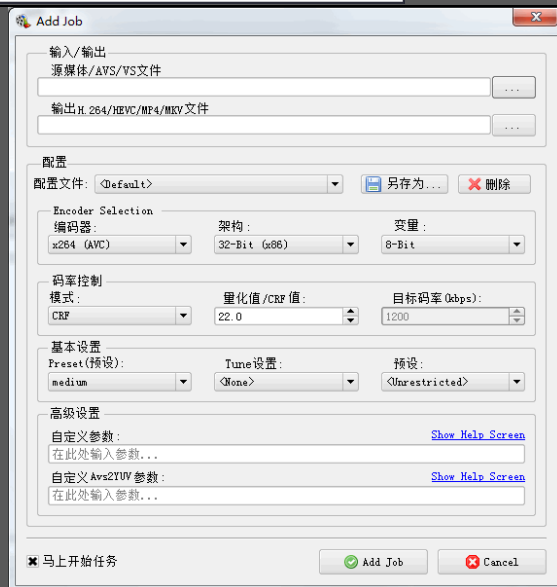 Add Job
输入/输出
源媒体/AVS/VS文件
...
输出H.264/HEVC/MP4/MKV文件
...
配置
配置文件: <Default> 另存为... 删除
Encoder Selection
编码器: 架构: 变量:
x264 (AVC) 32-Bit (x86) 8-Bit
码率控制
模式: 量化值/CRF值: 目标码率(kbps):
CRF 22.0 1200
基本设置
Preset(预设): Tune设置: 预设:
medium <None> <Unrestricted>
高级设置
自定义参数: Show Help Screen
在此处输入参数...
自定义Avs2YUV参数: Show Help Screen
在此处输入参数...
马上开始任务 Add Job Cancel